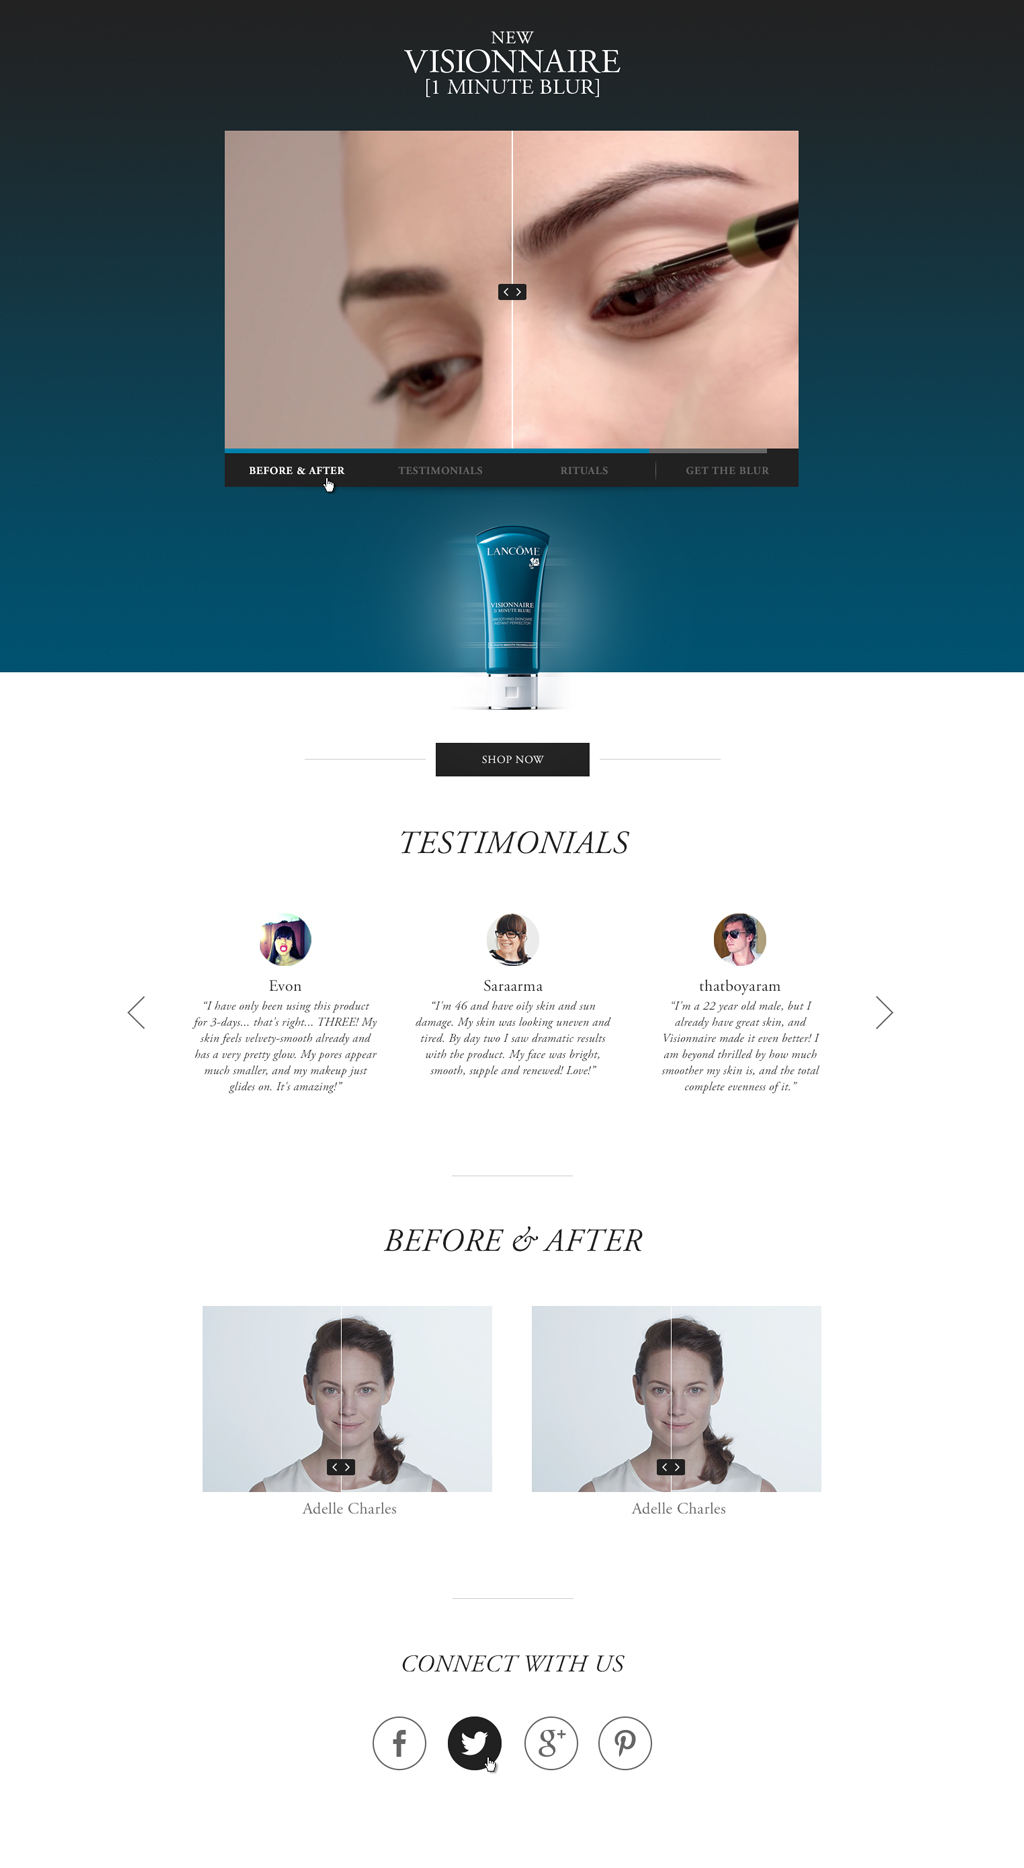 NEW
VISIONNAIRE
[1 MINUTE BLUR]
BEFORE & AFTER
TESTIMONIALS
RITUALS
GET THE BLUR
LANCÔME
VISIONNAIRE
[1 MINUTE BLUR]
SMOOTHING SKINCARE
INSTANT PERFECTOR
SHOP NOW
TESTIMONIALS
Evon
“I have only been using this product
for 3-days... that's right... THREE! My
skin feels velvety-smooth already and
has a very pretty glow. My pores appear
much smaller, and my makeup just
glides on. It's amazing!”
Saraarma
“I'm 46 and have oily skin and sun
damage. My skin was looking uneven and
tired. By day two I saw dramatic results
with the product. My face was bright,
smooth, supple and renewed! Love!”
thatboyaram
“I'm a 22 year old male, but I
already have great skin, and
Visionnaire made it even better! I
am beyond thrilled by how much
smoother my skin is, and the total
complete evenness of it.”
BEFORE & AFTER
Adelle Charles
Adelle Charles
CONNECT WITH US